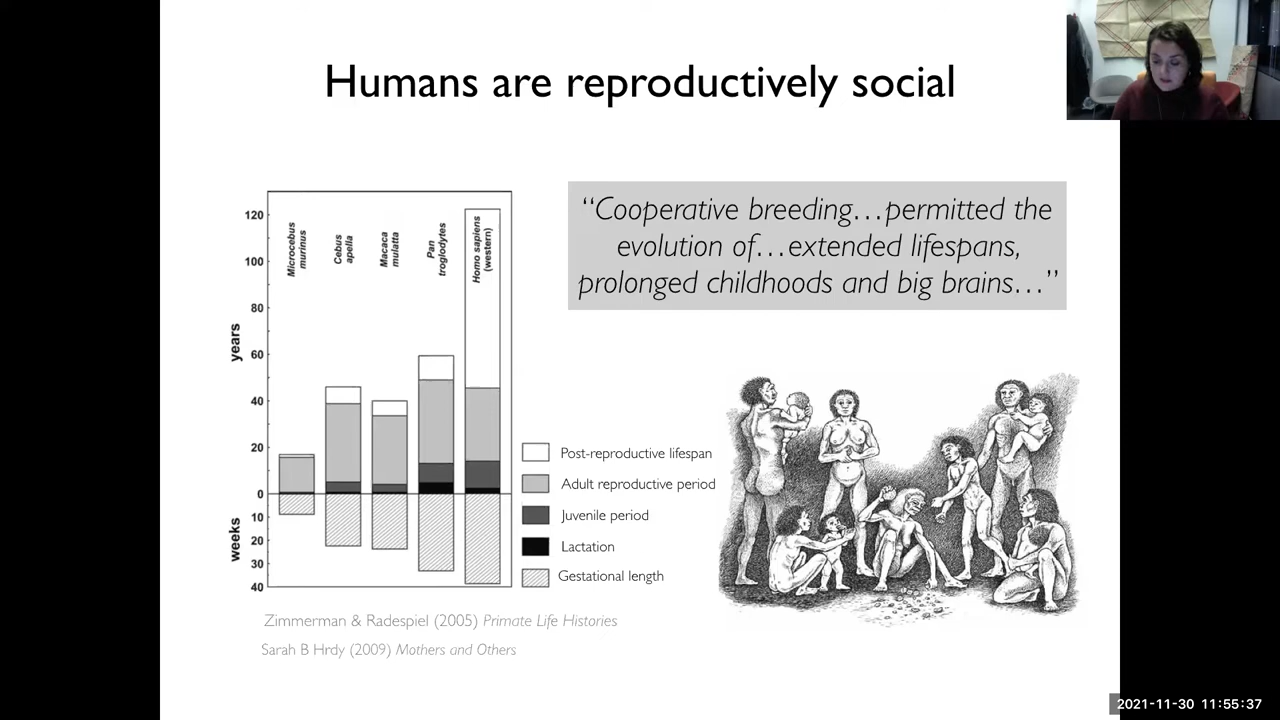 Humans are reproductively social
“Cooperative breeding…permitted the
evolution of…extended lifespans,
prolonged childhoods and big brains…”
120
100
80
60
40
20
0
10
20
30
40
years
weeks
Microcebus
murinus
Cebus
apella
Macaca
mulatta
Pan
troglodytes
Homo sapiens
(western)
Post-reproductive lifespan
Adult reproductive period
Juvenile period
Lactation
Gestational length
Zimmerman & Radespiel (2005) Primate Life Histories
Sarah B Hrdy (2009) Mothers and Others
2021-11-30 11:55:37